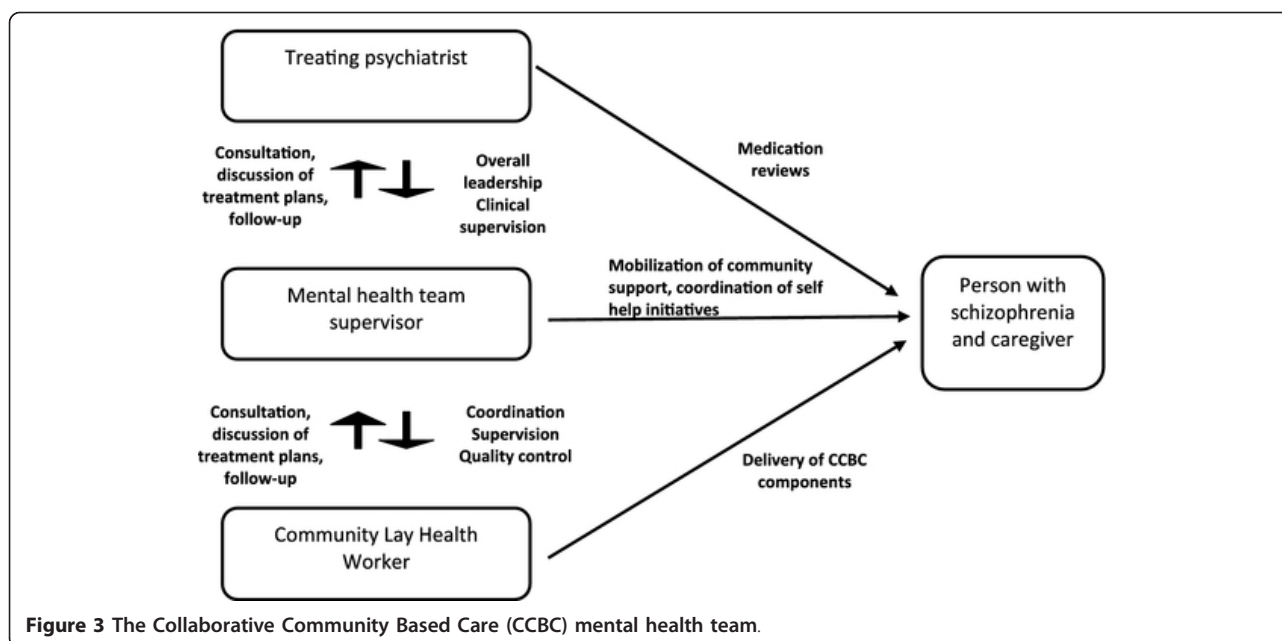 Treating psychiatrist
Consultation,
discussion of
treatment plans,
follow-up
Overall
leadership
Clinical
supervision
Medication
reviews
Mental health team
supervisor
Mobilization of community
support, coordination of self
help initiatives
Person with
schizophrenia
and caregiver
Consultation,
discussion of
treatment plans,
follow-up
Coordination
Supervision
Quality control
Delivery of CCBC
components
Community Lay Health
Worker
Figure 3 The Collaborative Community Based Care (CCBC) mental health team.